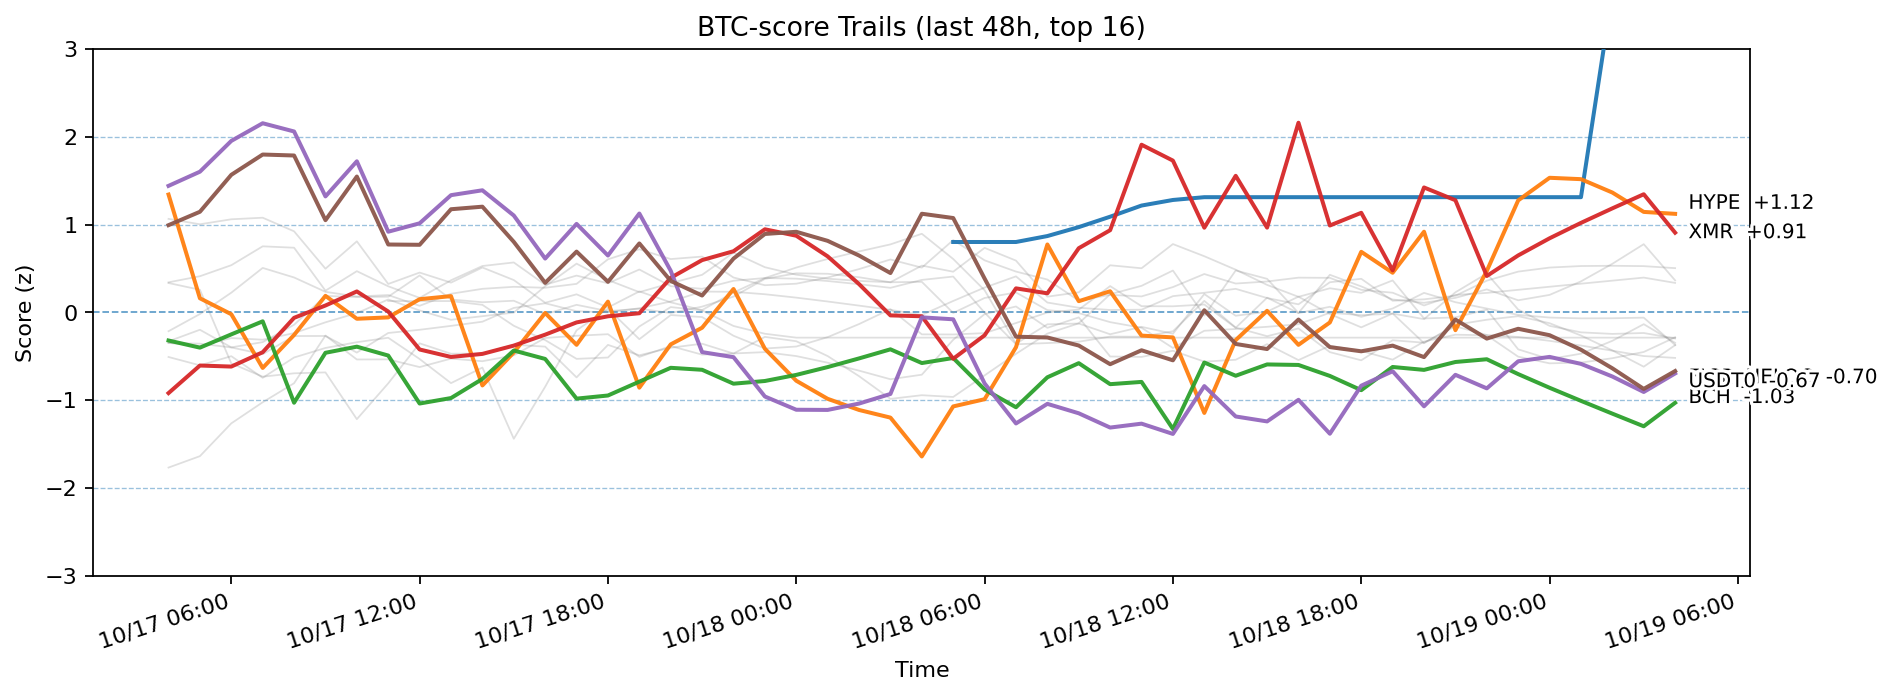 BTC-score Trails (last 48h, top 16)
Score (z)
3
2
1
0
−1
−2
−3
HYPE +1.12
XMR +0.91
-0.70
USDT0 -0.67
BCH -1.03
10/17 06:00
10/17 12:00
10/17 18:00
10/18 00:00
10/18 06:00
10/18 12:00
10/18 18:00
10/19 00:00
10/19 06:00
Time